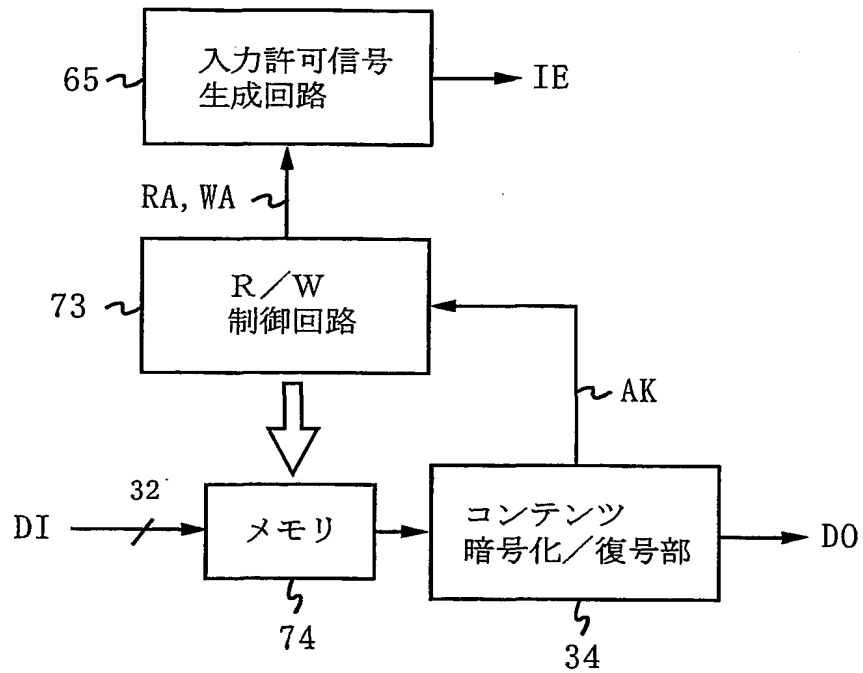 入力許可信号
生成回路
65
IE
RA, WA
R／W
制御回路
73
AK
DI
32
メモリ
74
コンテンツ
暗号化／復号部
34
DO